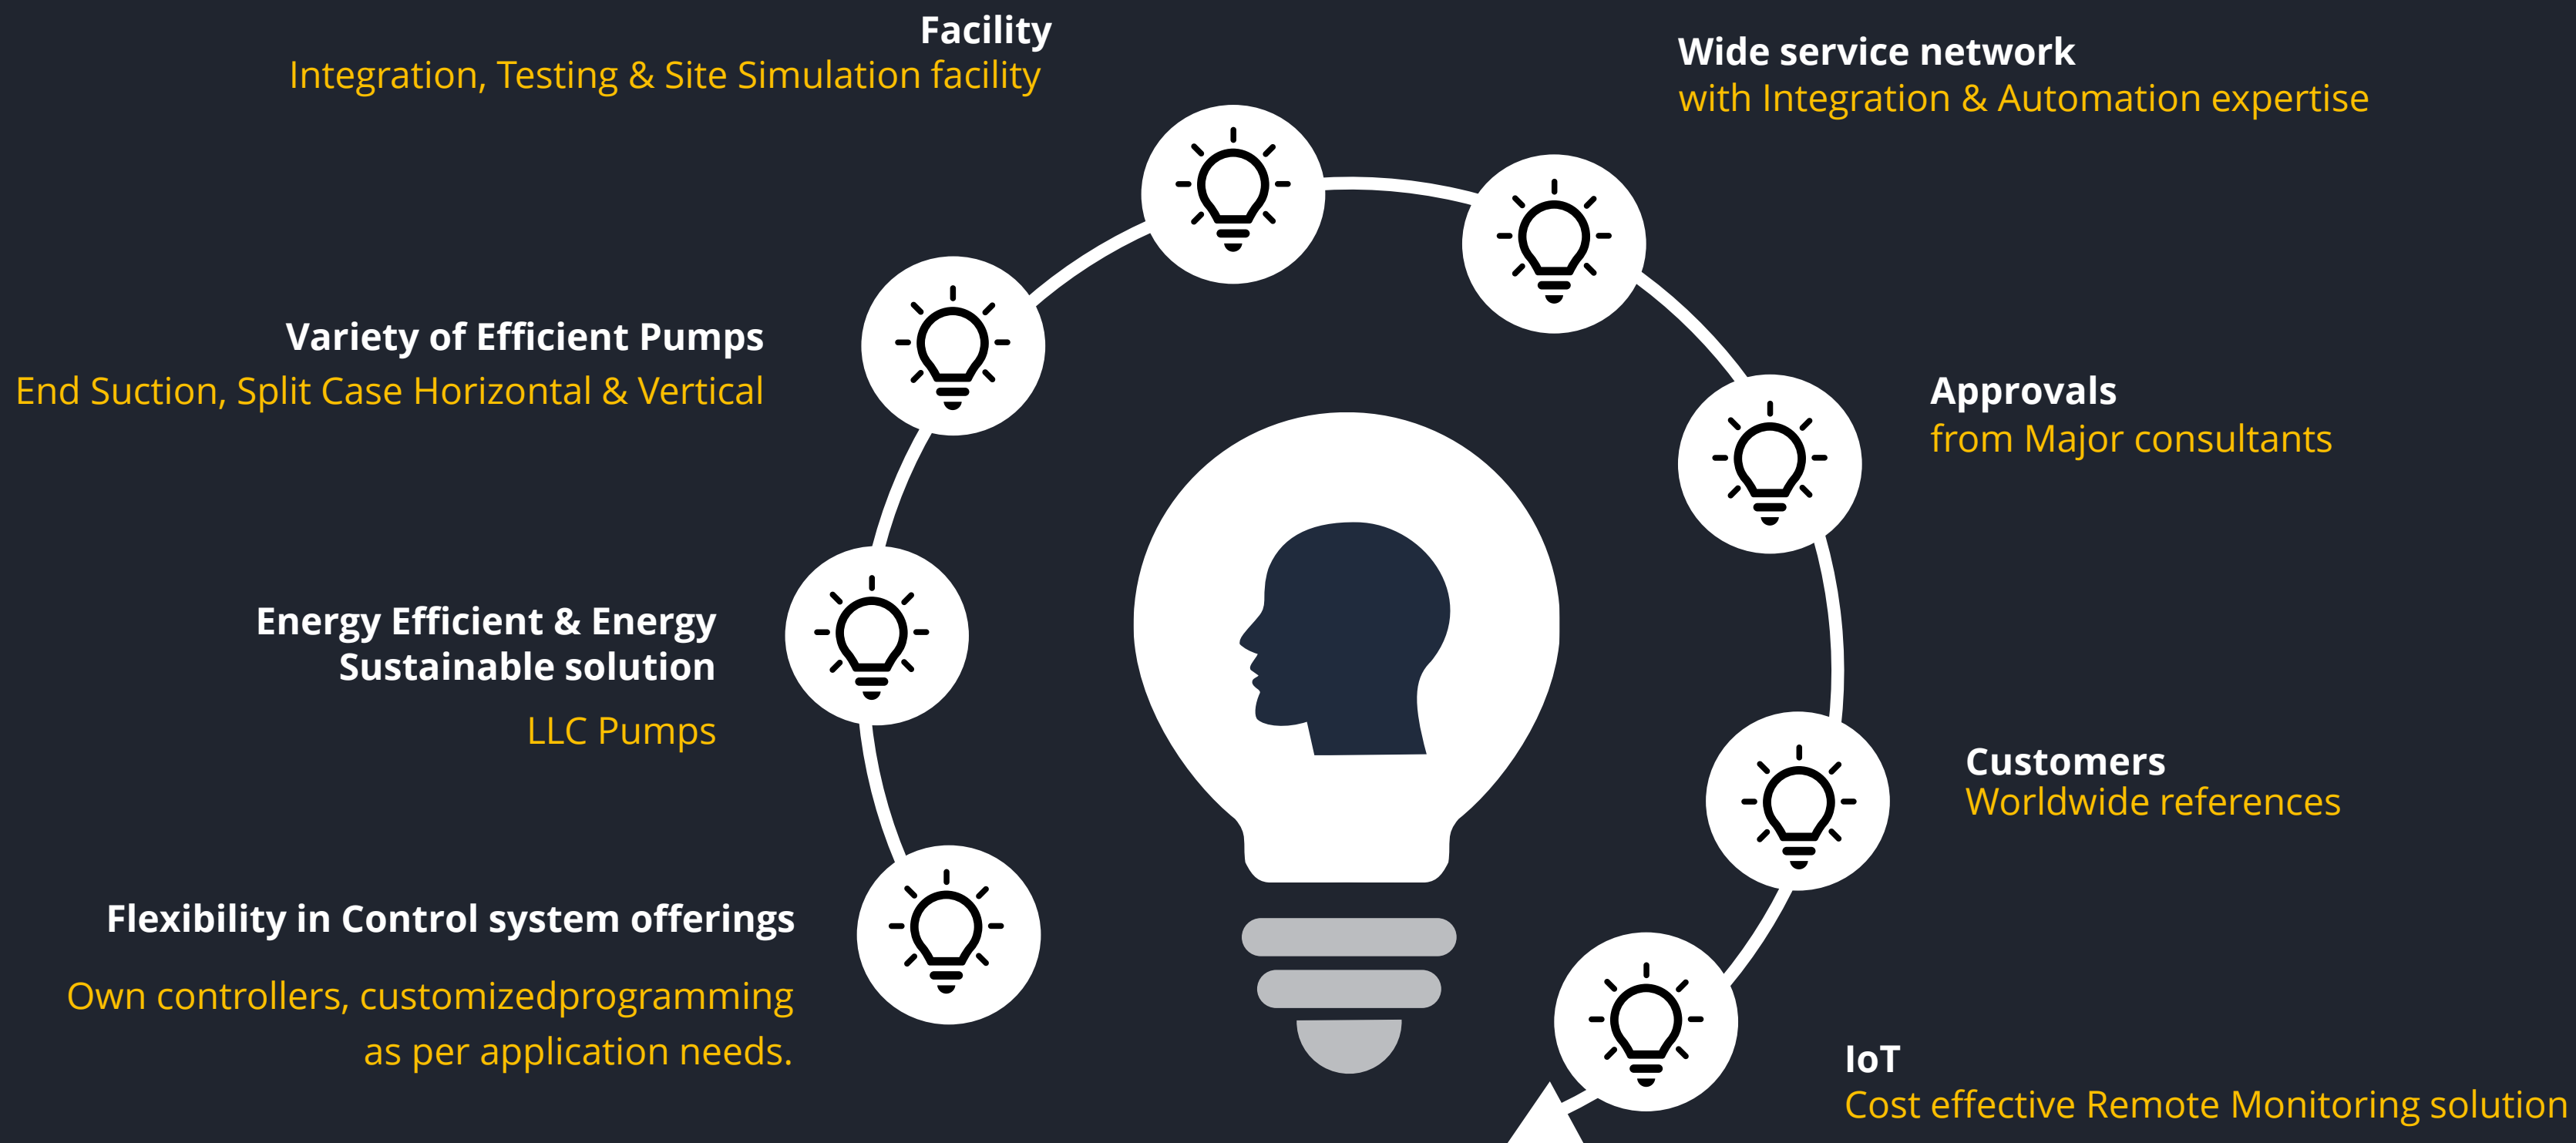 Facility
Integration, Testing & Site Simulation facility
Wide service network
with Integration & Automation expertise
Variety of Efficient Pumps
End Suction, Split Case Horizontal & Vertical
Approvals
from Major consultants
Energy Efficient & Energy
Sustainable solution
LLC Pumps
Customers
Worldwide references
Flexibility in Control system offerings
Own controllers, customizedprogramming
as per application needs.
IoT
Cost effective Remote Monitoring solution